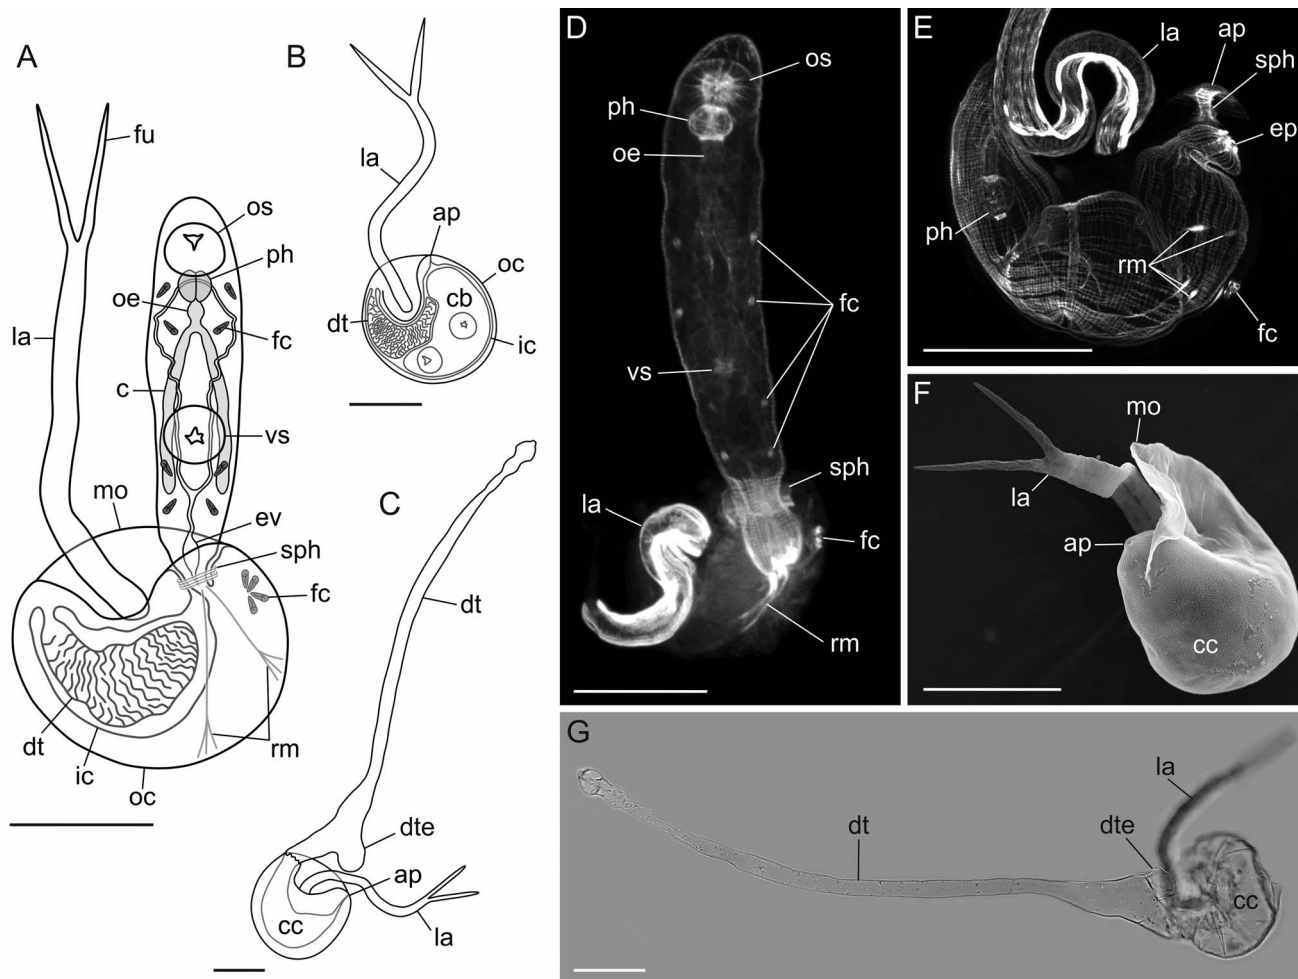 A
fu
os
ph
oe
la
fc
c
vs
mo
ev
sph
fc
dt
ic
rm
oc
B
la
ap
oc
cb
dt
ic
C
dt
dte
ap
cc
la
D
os
ph
oe
fc
vs
sph
la
fc
rm
E
la
ap
sph
ep
ph
rm
fc
F
mo
la
ap
cc
G
la
dt
dte
cc